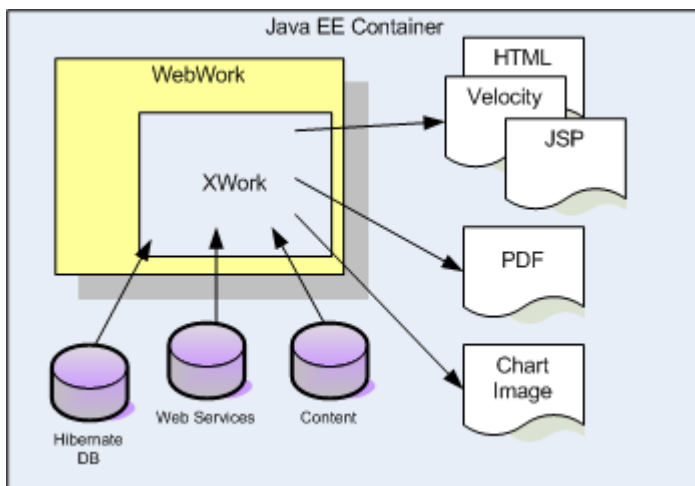 Java EE Container
WebWork
XWork
HTML
Velocity
JSP
PDF
Chart
Image
Hibernate
DB
Web Services
Content